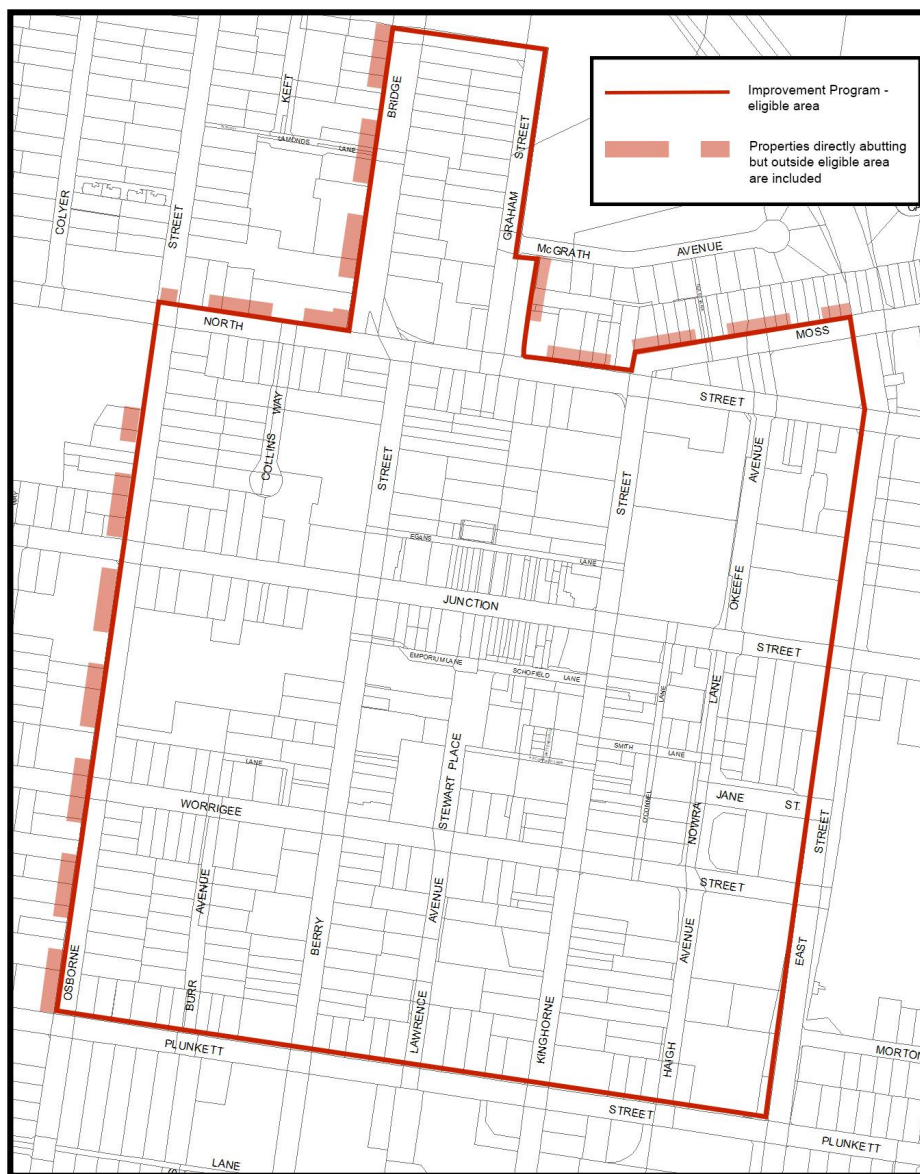 Improvement Program -
eligible area
Properties directly abutting
but outside eligible area
are included
KEFT
BRIDGE
STREET
GRAHAM
LAMONDS LANE
COLYER
STREET
McGRATH AVENUE
MOSS
NORTH
STREET
COLLINS WAY
STREET
STREET
AVENUE
OKEEFE
WAY
EGANS LANE
JUNCTION
STREET
EMPORIUM LANE
SCHOFIELD LANE
LANE
LANE
SMITH LANE
STEWART PLACE
LANE
JANE ST.
WORRIGEE
NOWRA
STREET
STREET
AVENUE
AVENUE
AVENUE
BERRY
EAST
OSBORNE
BURR
LAWRENCE
KINGHORNE
HAIGH
PLUNKETT
STREET
MORTON
PLUNKETT
LANE